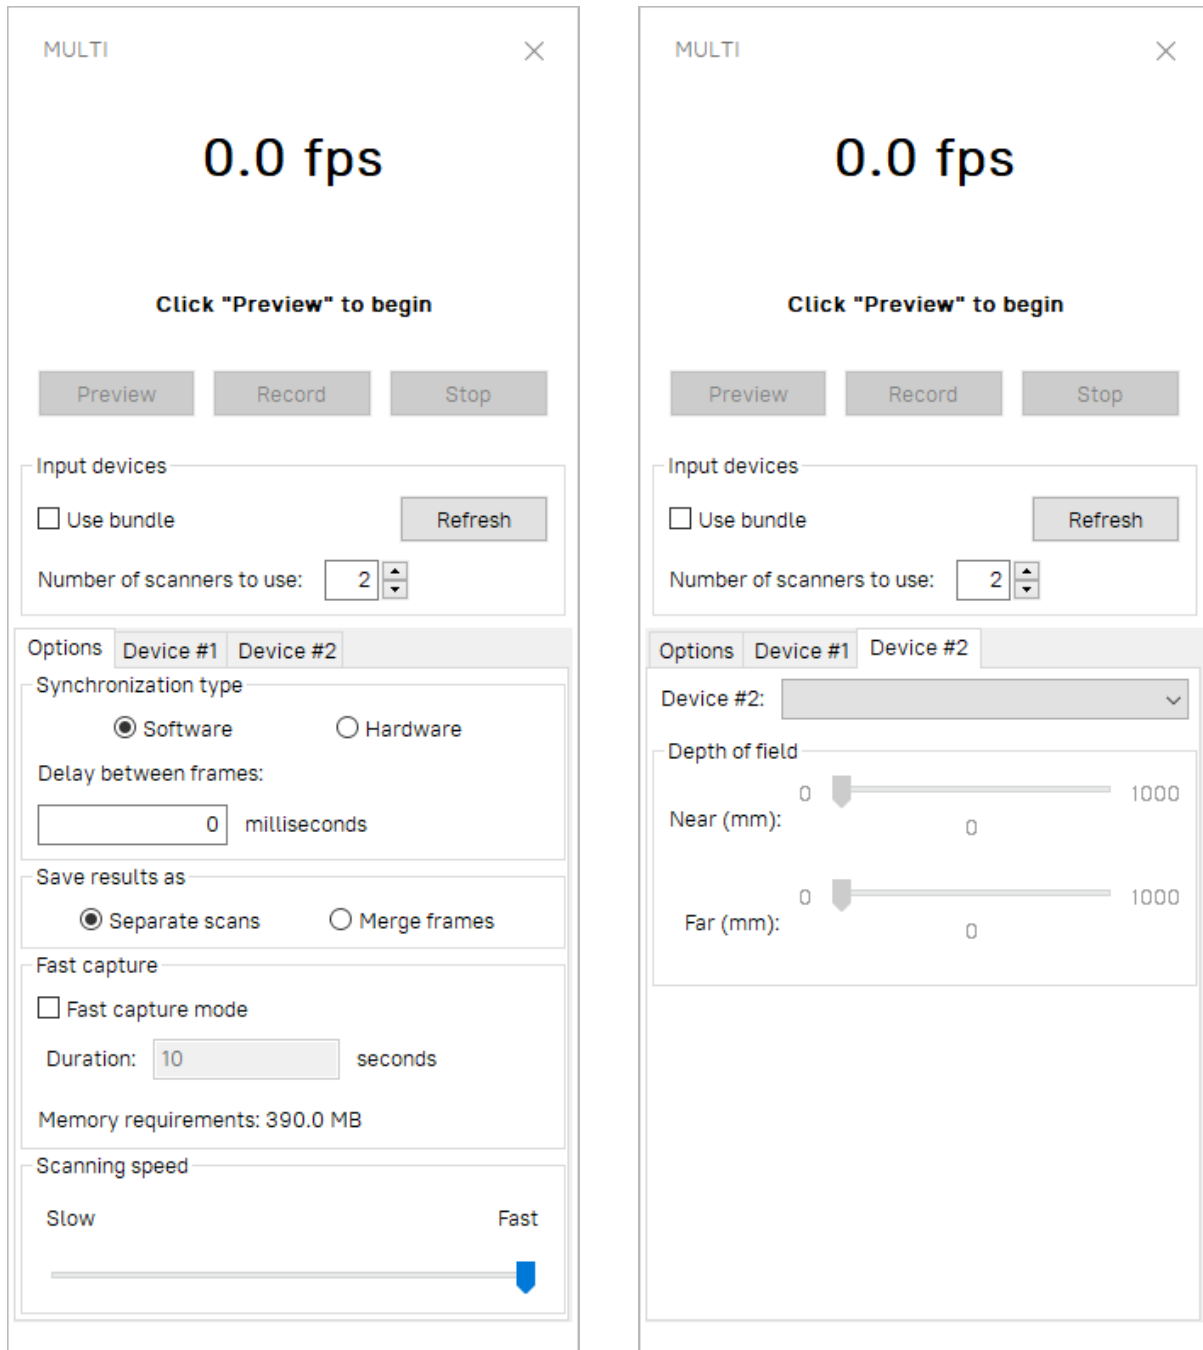 MULTI
0.0 fps
Click "Preview" to begin
Preview Record Stop
Input devices
Use bundle Refresh
Number of scanners to use: 2
Options Device #1 Device #2
Synchronization type
Software Hardware
Delay between frames:
0 milliseconds
Save results as
Separate scans Merge frames
Fast capture
Fast capture mode
Duration: 10 seconds
Memory requirements: 390.0 MB
Scanning speed
Slow Fast
MULTI
0.0 fps
Click "Preview" to begin
Preview Record Stop
Input devices
Use bundle Refresh
Number of scanners to use: 2
Options Device #1 Device #2
Device #2:
Depth of field
0 1000
Near (mm):
0
0 1000
Far (mm):
0